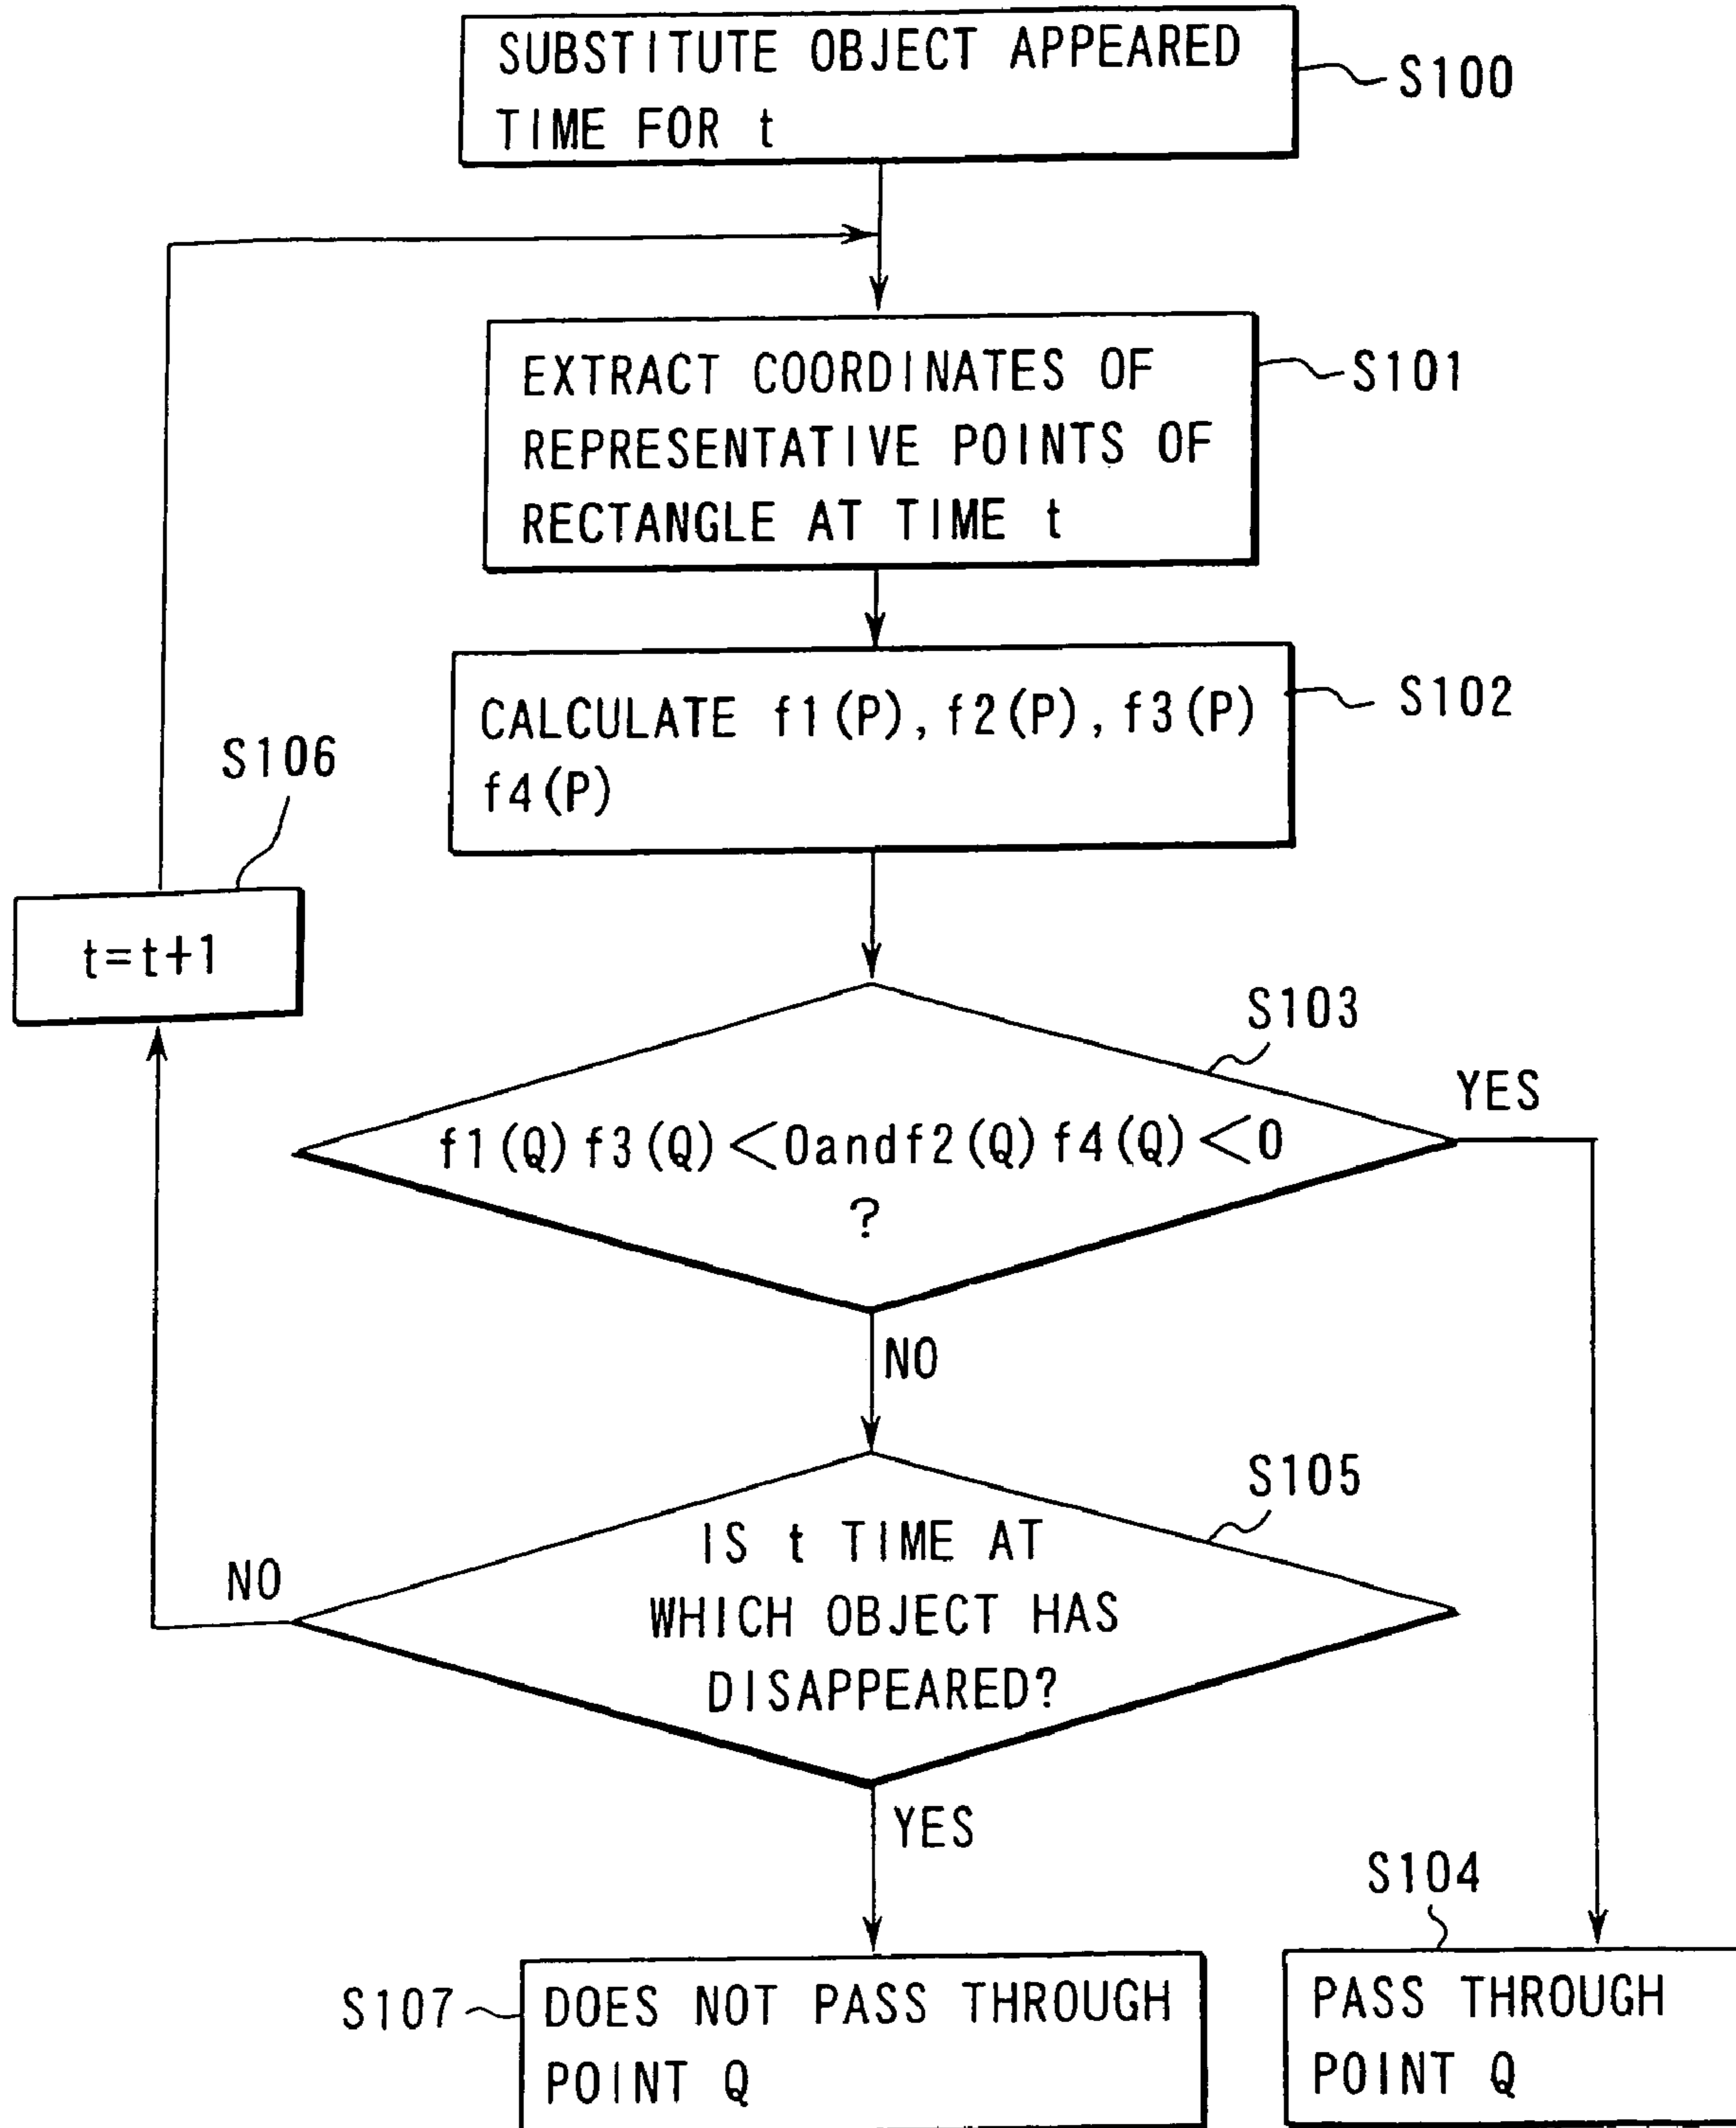 SUBSTITUTE OBJECT APPEARED
TIME FOR t
S100
EXTRACT COORDINATES OF
REPRESENTATIVE POINTS OF
RECTANGLE AT TIME t
S101
CALCULATE f1(P), f2(P), f3(P)
f4(P)
S102
S106
t=t+1
S103
f1(Q)f3(Q)<0andf2(Q)f4(Q)<0
?
YES
NO
S105
IS t TIME AT
WHICH OBJECT HAS
DISAPPEARED?
NO
YES
S104
S107
DOES NOT PASS THROUGH
POINT Q
PASS THROUGH
POINT Q